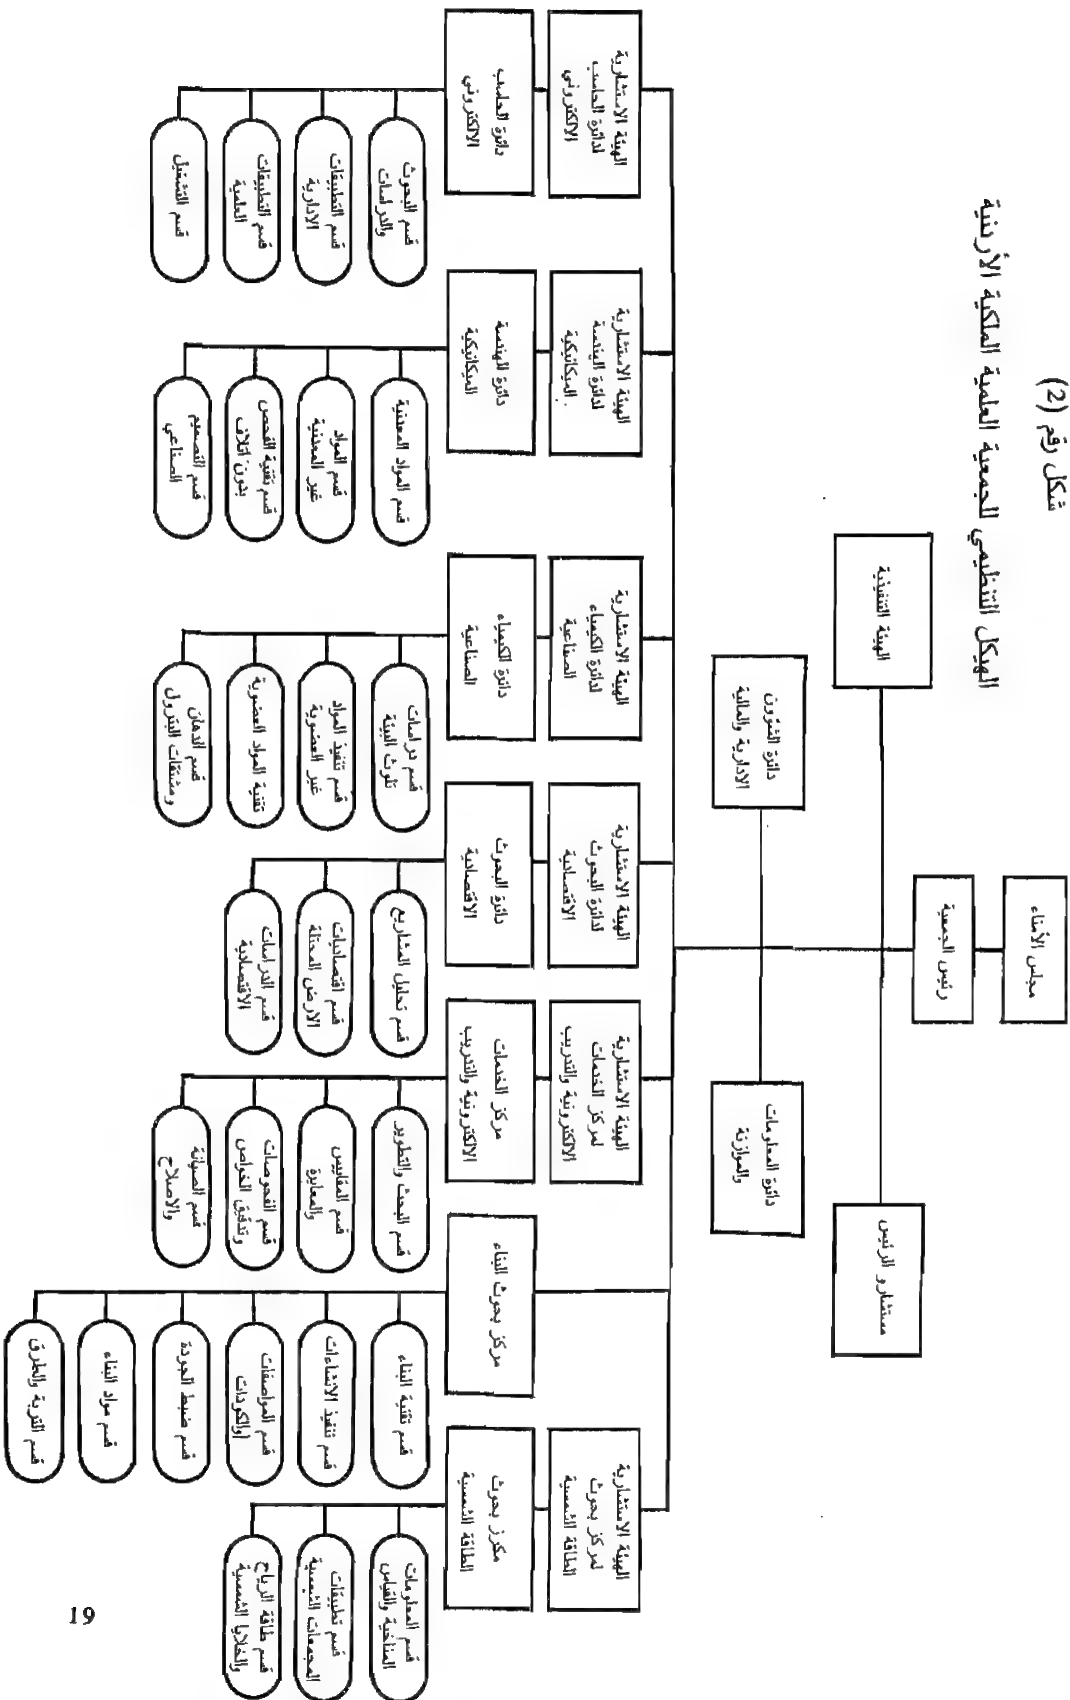 شكل رقم (2)
الهيكل التنظيمي للجمعية العلمية الملكية الأردنية
مجلس الأمناء
رئيس الجمعية
الهيئة التنفيذية
مستشارو الرئيس
دائرة الشؤون
الادارية والمالية
دائرة المعلومات
والموازنة
الهيئة الاستشارية
لدائرة الحاسب
الالكتروني
دائرة الحاسب
الالكتروني
قسم البحوث
والدراسات
قسم التطبيقات
الادارية
قسم التطبيقات
العلمية
قسم التشغيل
الهيئة الاستشارية
لدائرة الهندسة
الميكانيكية
دائرة الهندسة
الميكانيكية
قسم المواد المعدنية
قسم المواد
غير المعدنية
قسم تقنية الفحص
بدون اتلاف
قسم التصميم
الصناعي
الهيئة الاستشارية
لدائرة الكيمياء
الصناعية
دائرة الكيمياء
الصناعية
قسم دراسات
تلوث البيئة
قسم تنفيذ المواد
غير العضوية
تقنية المواد العضوية
قسم الدهان
ومشتقات البترول
الهيئة الاستشارية
لدائرة البحوث
الاقتصادية
دائرة البحوث
الاقتصادية
قسم تحليل المشاريع
قسم اقتصاديات
الارض المحتلة
قسم الدراسات
الاقتصادية
الهيئة الاستشارية
لمركز الخدمات
الالكترونية والتدريب
مركز الخدمات
الالكترونية والتدريب
قسم البحث والتطوير
قسم المقاييس
والمعايرة
قسم الفحوصات
وتدقيق الخواص
قسم الصيانة
والاصلاح
مركز بحوث البناء
قسم تقنية البناء
قسم تنفيذ الانشاءات
قسم المواصفات
والكودات
قسم ضبط الجودة
قسم مواد البناء
قسم التربة والطرق
الهيئة الاستشارية
لمركز بحوث
الطاقة الشمسية
مكرز بحوث
الطاقة الشمسية
قسم المعلومات
المناخية والقياس
قسم تطبيقات
المجمعات الشمسية
قسم طاقة الرياح
والخلايا الشمسية
19